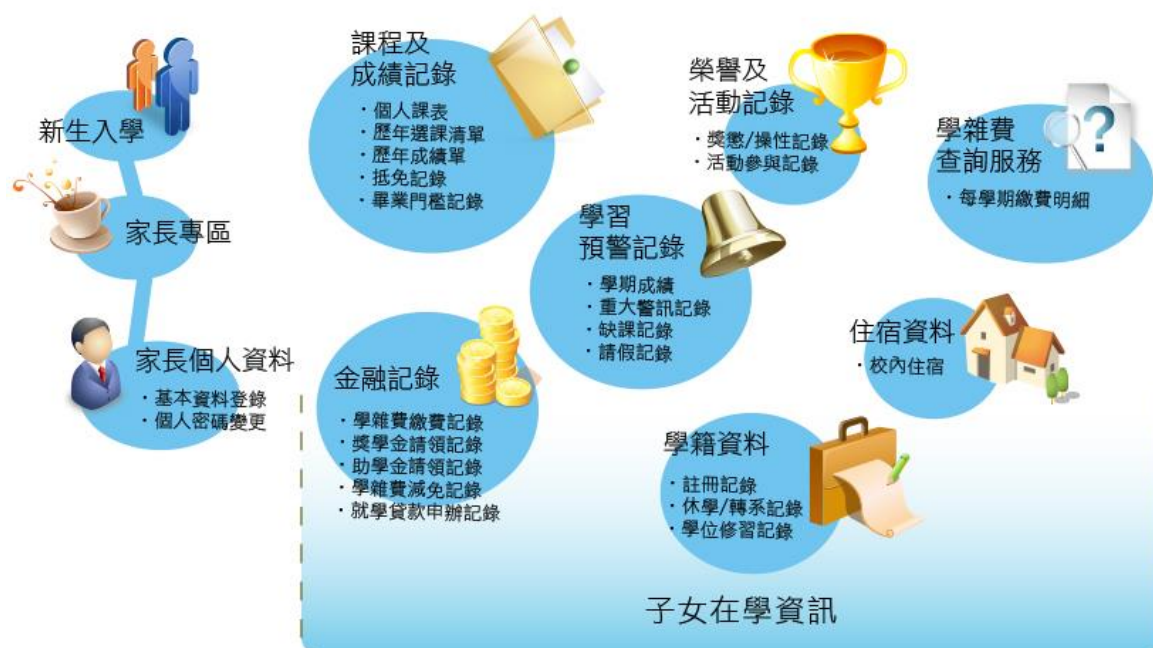 新生入學
家長專區
家長個人資料
・基本資料登錄
・個人密碼變更
課程及
成績記錄
・個人課表
・歷年選課清單
・歷年成績單
・抵免記錄
・畢業門檻記錄
榮譽及
活動記錄
・獎懲/操性記錄
・活動參與記錄
學雜費
查詢服務
・每學期繳費明細
學習
預警記錄
・學期成績
・重大警訊記錄
・缺課記錄
・請假記錄
住宿資料
・校內住宿
金融記錄
・學雜費繳費記錄
・獎學金請領記錄
・助學金請領記錄
・學雜費減免記錄
・就學貸款申辦記錄
學籍資料
・註冊記錄
・休學/轉系記錄
・學位修習記錄
子女在學資訊